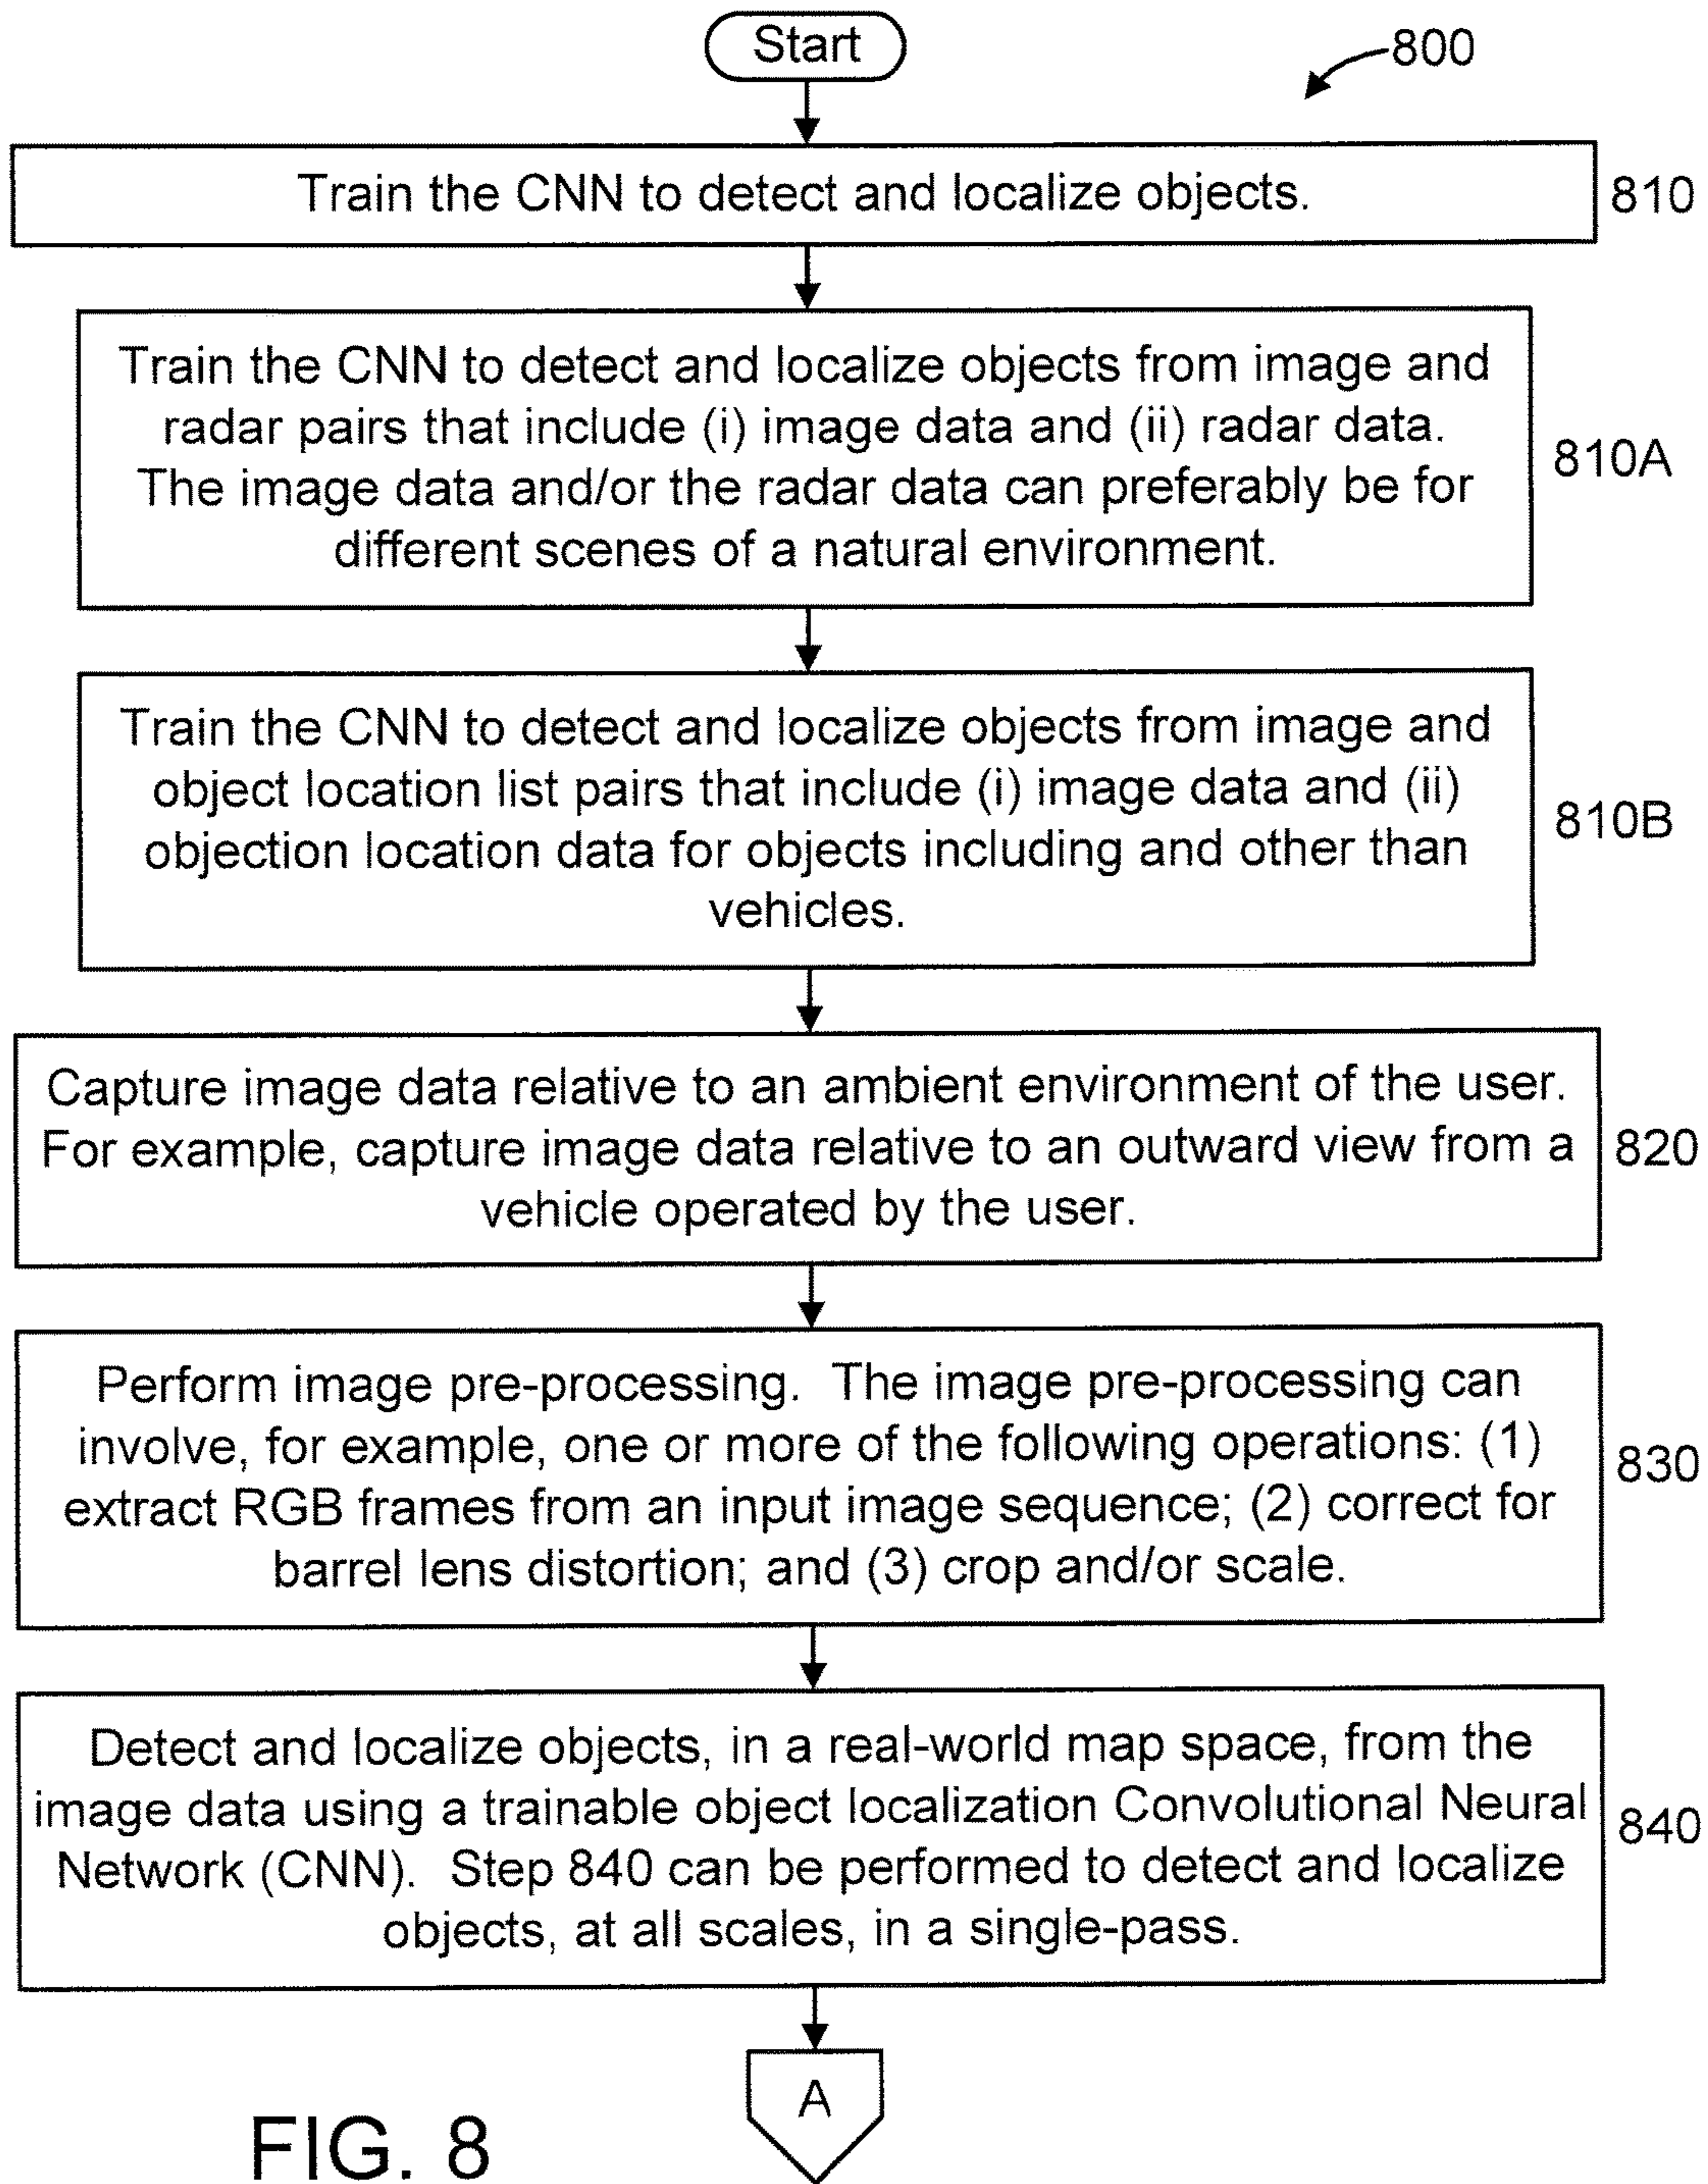 Start
800
Train the CNN to detect and localize objects.
810
Train the CNN to detect and localize objects from image and
radar pairs that include (i) image data and (ii) radar data.
The image data and/or the radar data can preferably be for
different scenes of a natural environment.
810A
Train the CNN to detect and localize objects from image and
object location list pairs that include (i) image data and (ii)
objection location data for objects including and other than
vehicles.
810B
Capture image data relative to an ambient environment of the user.
For example, capture image data relative to an outward view from a
vehicle operated by the user.
820
Perform image pre-processing.  The image pre-processing can
involve, for example, one or more of the following operations: (1)
extract RGB frames from an input image sequence; (2) correct for
barrel lens distortion; and (3) crop and/or scale.
830
Detect and localize objects, in a real-world map space, from the
image data using a trainable object localization Convolutional Neural
Network (CNN).  Step 840 can be performed to detect and localize
objects, at all scales, in a single-pass.
840
A
FIG. 8